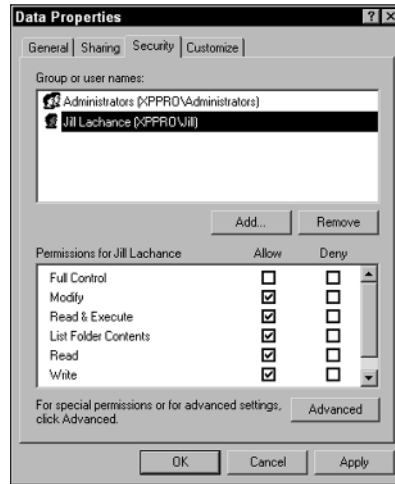 Data Properties
General Sharing Security Customize
Group or user names:
Administrators (XPPRO\Administrators)
Jill Lachance (XPPRO\Jill)
Add... Remove
Permissions for Jill Lachance Allow Deny
Full Control
Modify
Read & Execute
List Folder Contents
Read
Write
For special permissions or for advanced settings,
click Advanced.
Advanced
OK Cancel Apply